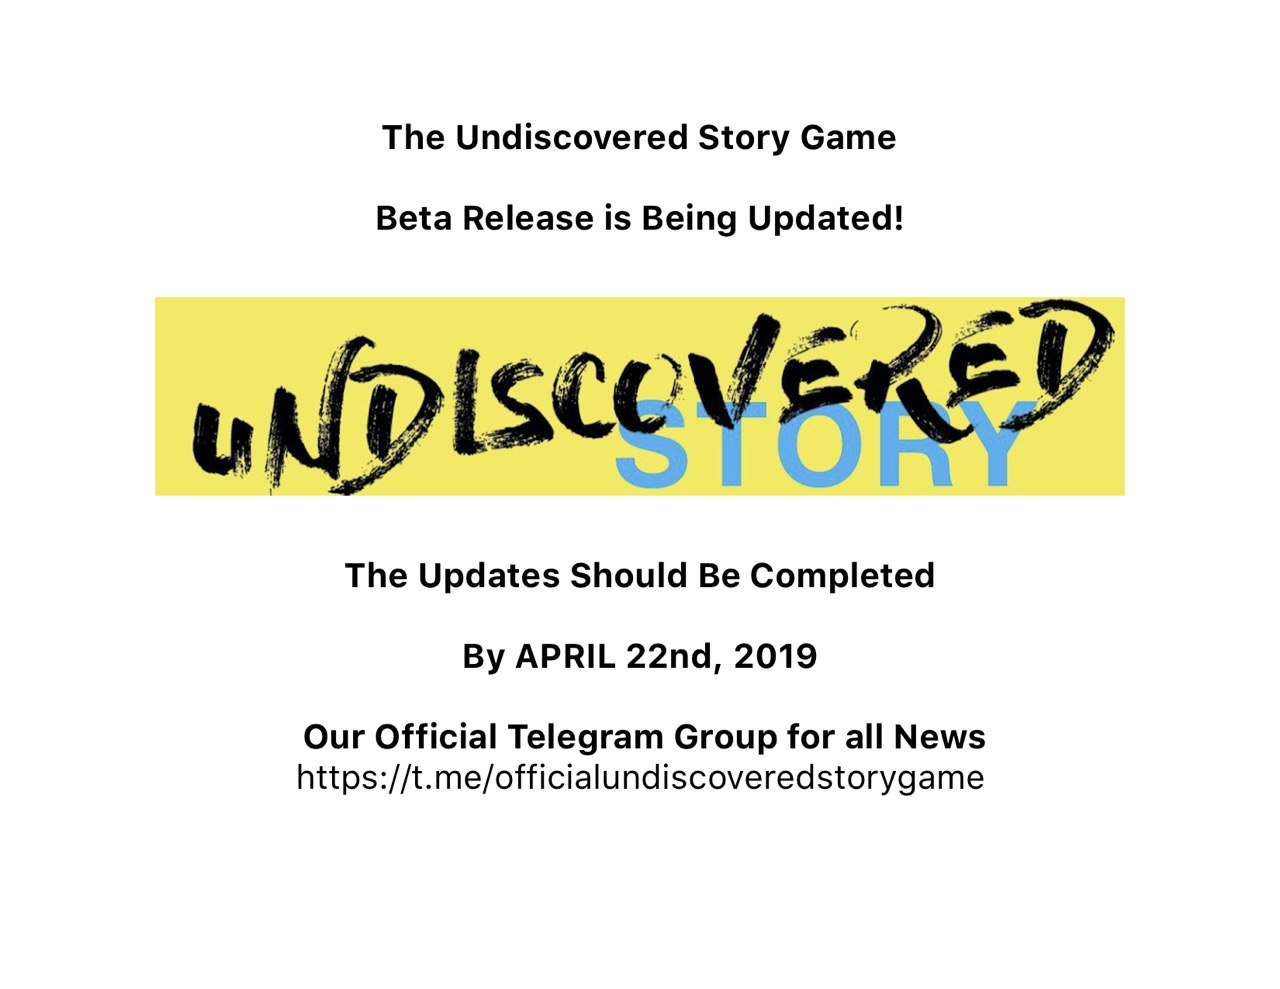 The Undiscovered Story Game
Beta Release is Being Updated!
UNDISCOVERED
STORY
The Updates Should Be Completed
By APRIL 22nd, 2019
Our Official Telegram Group for all News
https://t.me/officialundiscoveredstorygame